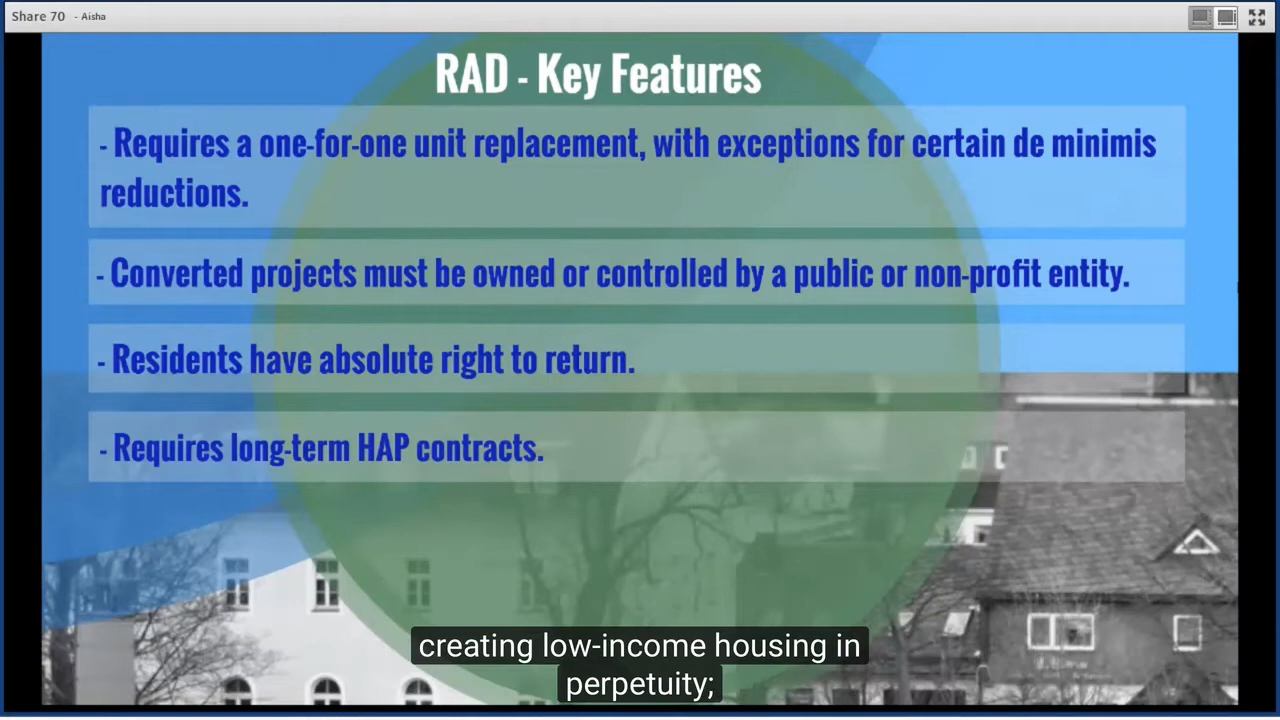 Share 70 - Aisha
RAD - Key Features
- Requires a one-for-one unit replacement, with exceptions for certain de minimis
reductions.
- Converted projects must be owned or controlled by a public or non-profit entity.
- Residents have absolute right to return.
- Requires long-term HAP contracts.
creating low-income housing in
perpetuity;